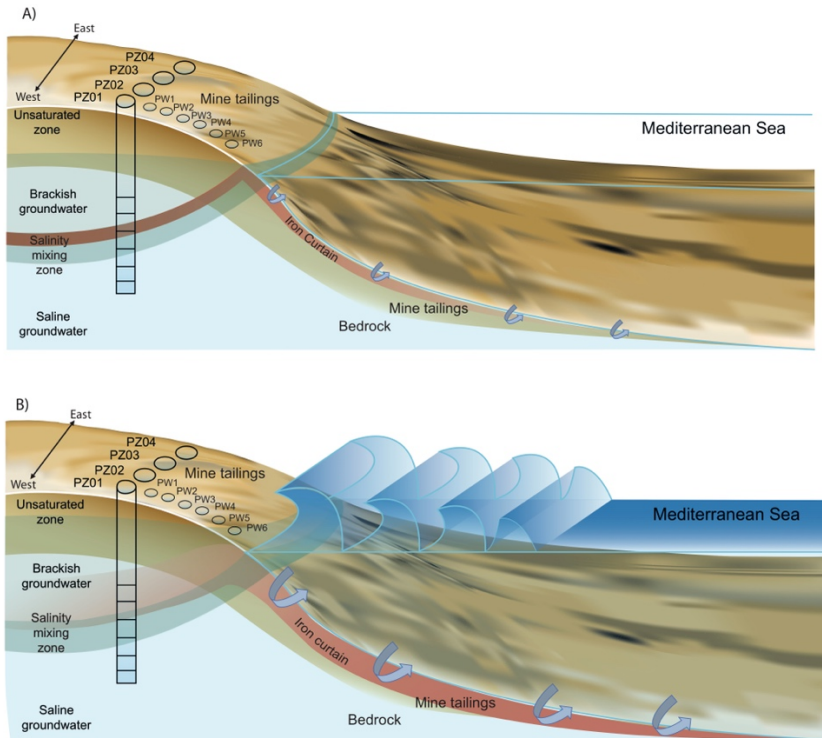 A)
East
West
PZ04
PZ03
PZ02
PZ01
Mine tailings
PW1
PW2
PW3
PW4
PW5
PW6
Unsaturated
zone
Mediterranean Sea
Brackish
groundwater
Salinity
mixing
zone
Iron Curtain
Mine tailings
Saline
groundwater
Bedrock
B)
East
West
PZ04
PZ03
PZ02
PZ01
Mine tailings
PW1
PW2
PW3
PW4
PW5
PW6
Unsaturated
zone
Mediterranean Sea
Brackish
groundwater
Salinity
mixing
zone
Iron curtain
Mine tailings
Saline
groundwater
Bedrock